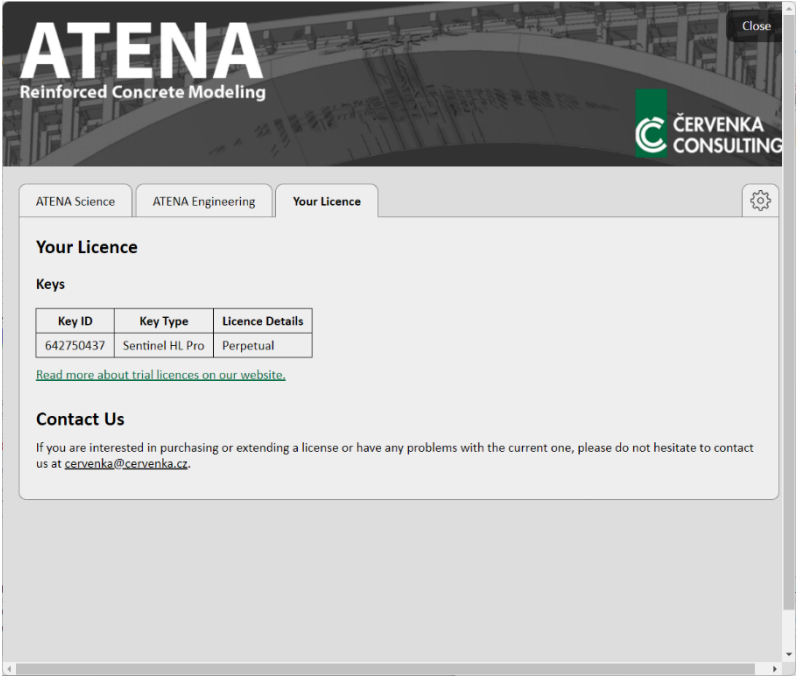 Close
ATENA
Reinforced Concrete Modeling
ČERVENKA
CONSULTING
ATENA Science ATENA Engineering Your Licence
Your Licence
Keys
Key ID Key Type Licence Details
642750437 Sentinel HL Pro Perpetual
Read more about trial licences on our website.
Contact Us
If you are interested in purchasing or extending a license or have any problems with the current one, please do not hesitate to contact
us at cervenka@cervenka.cz.